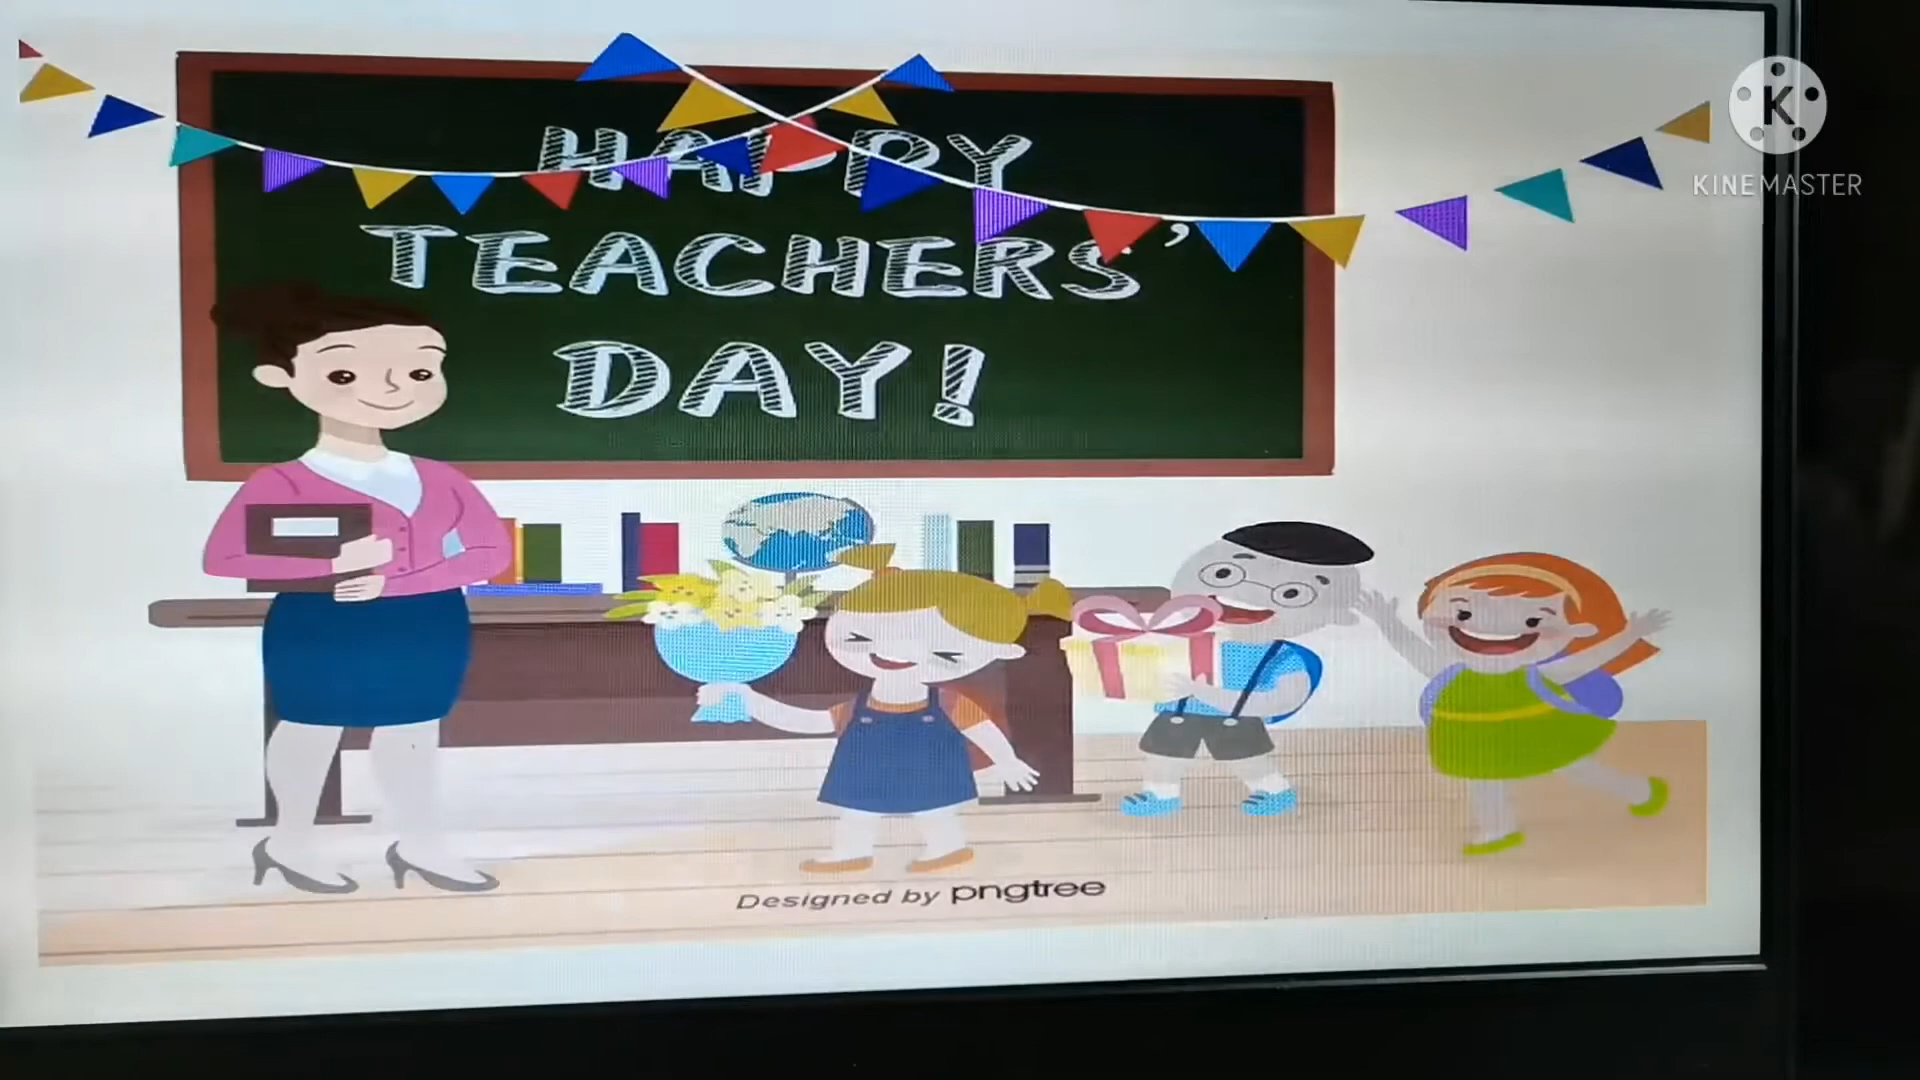 HAPPY
TEACHERS'
DAY!
K
KINEMASTER
Designed by pngtree